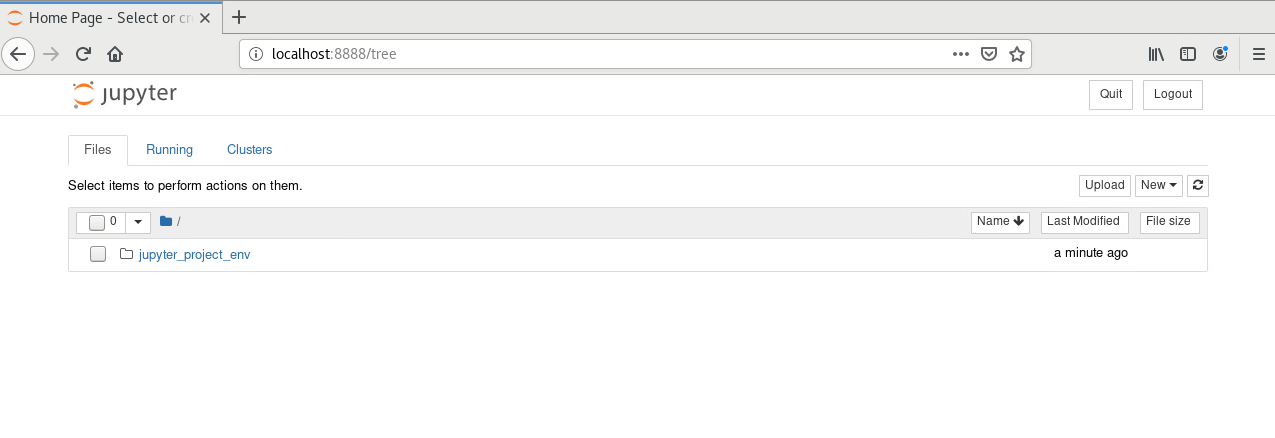 Home Page - Select or cr
localhost:8888/tree
jupyter
Quit Logout
Files Running Clusters
Select items to perform actions on them.
Upload New
0 / Name Last Modified File size
jupyter_project_env a minute ago